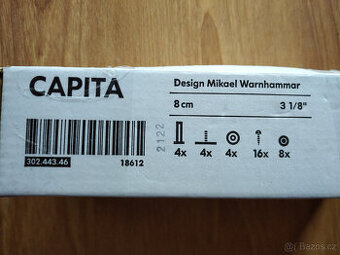 CAPITA
Design Mikael Warnhammar
8 cm 3 1/8"
2122
4x 4x 4x 16x 8x
302.443.46
18612
© Bazos.cz